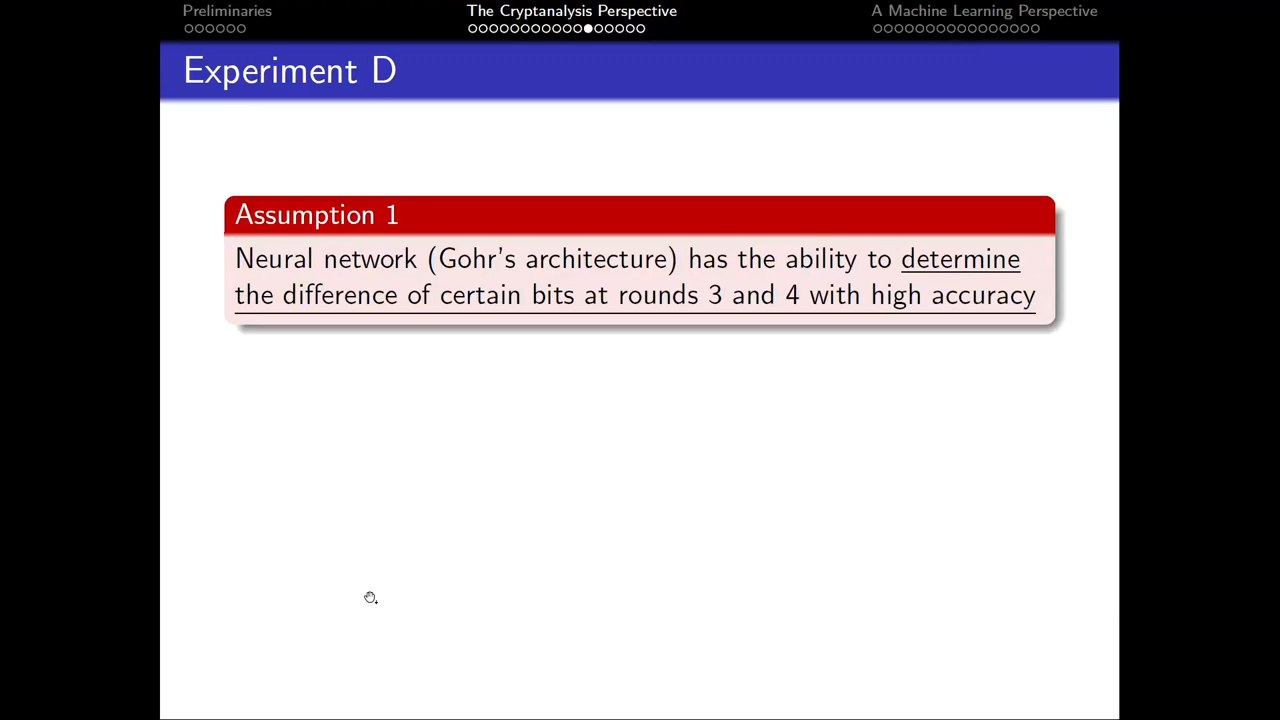 Preliminaries
The Cryptanalysis Perspective
A Machine Learning Perspective
Experiment D
Assumption 1
Neural network (Gohr's architecture) has the ability to determine
the difference of certain bits at rounds 3 and 4 with high accuracy